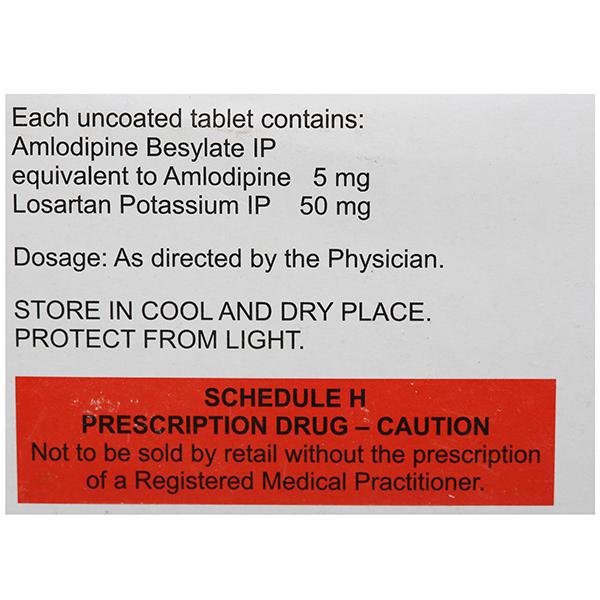 Each uncoated tablet contains:
Amlodipine Besylate IP
equivalent to Amlodipine 5 mg
Losartan Potassium IP 50 mg
Dosage: As directed by the Physician.
STORE IN COOL AND DRY PLACE.
PROTECT FROM LIGHT.
SCHEDULE H
PRESCRIPTION DRUG – CAUTION
Not to be sold by retail without the prescription
of a Registered Medical Practitioner.